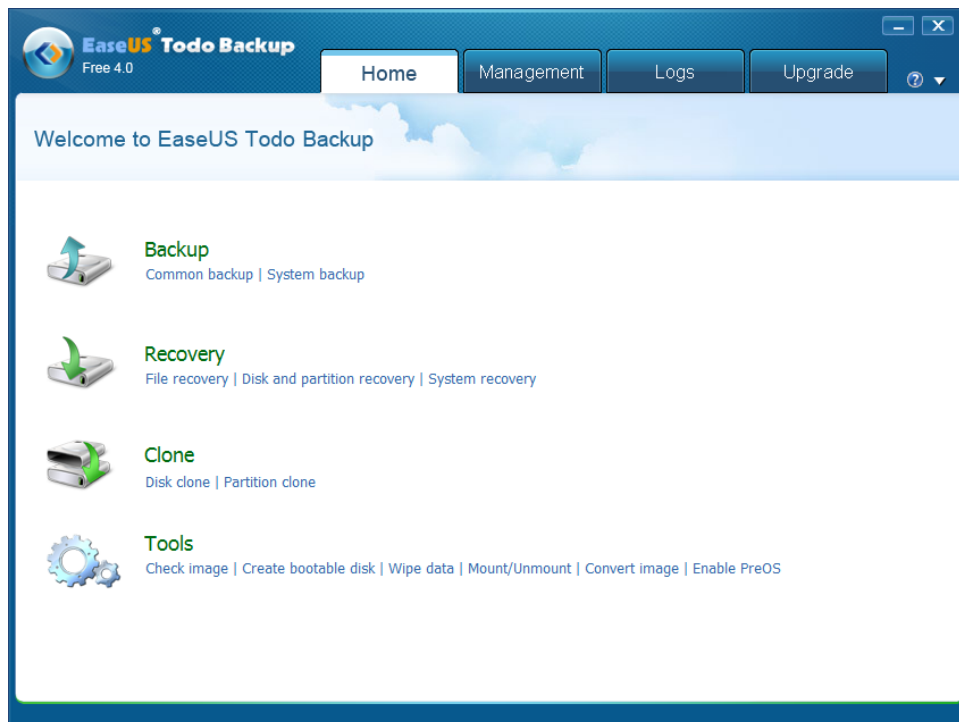 EaseUS® Todo Backup
Free 4.0
Home
Management
Logs
Upgrade
?
Welcome to EaseUS Todo Backup
Backup
Common backup | System backup
Recovery
File recovery | Disk and partition recovery | System recovery
Clone
Disk clone | Partition clone
Tools
Check image | Create bootable disk | Wipe data | Mount/Unmount | Convert image | Enable PreOS